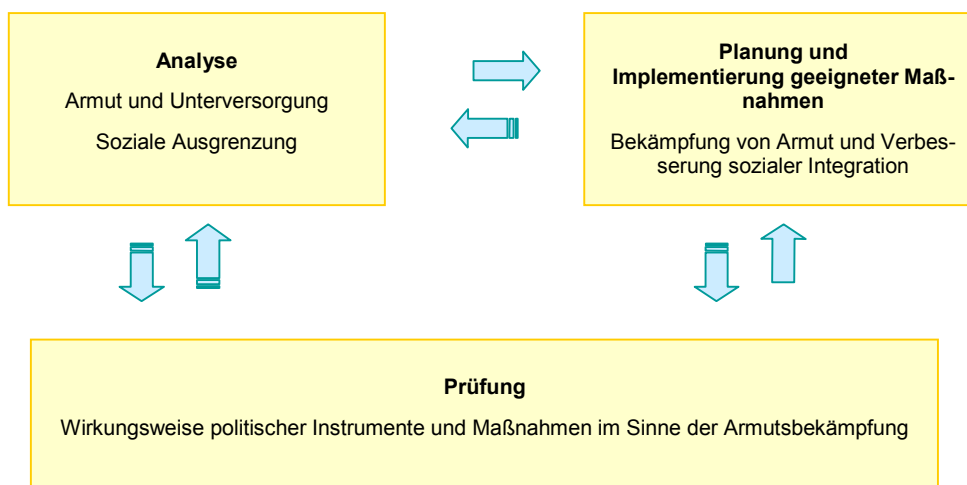 Analyse
Armut und Unterversorgung
Soziale Ausgrenzung
Planung und
Implementierung geeigneter Maß-
nahmen
Bekämpfung von Armut und Verbes-
serung sozialer Integration
Prüfung
Wirkungsweise politischer Instrumente und Maßnahmen im Sinne der Armutsbekämpfung